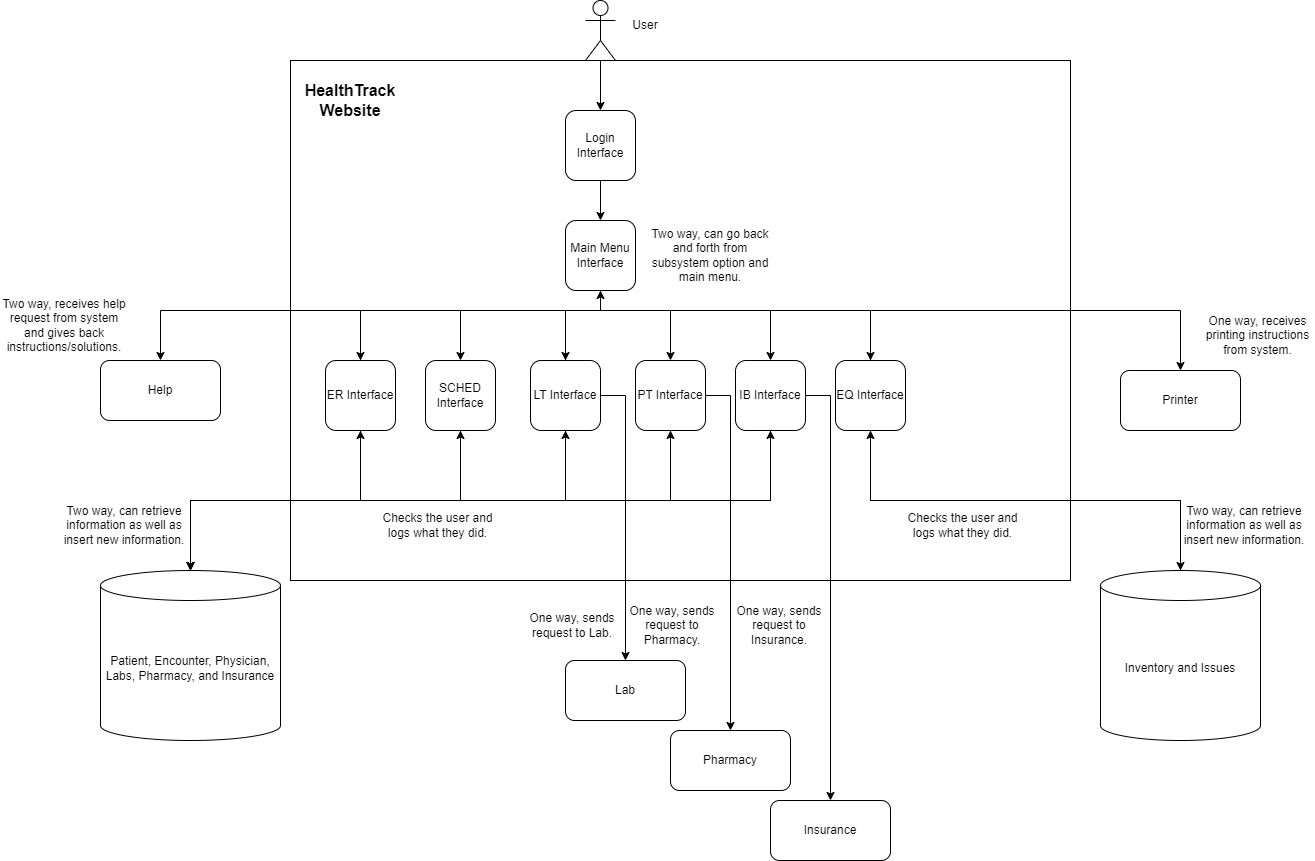 User
HealthTrack
Website
Login
Interface
Main Menu
Interface
Two way, can go back
and forth from
subsystem option and
main menu.
Two way, receives help
request from system
and gives back
instructions/solutions.
One way, receives
printing instructions
from system.
Help
ER Interface
SCHED
Interface
LT Interface
PT Interface
IB Interface
EQ Interface
Printer
Two way, can retrieve
information as well as
insert new information.
Checks the user and
logs what they did.
Checks the user and
logs what they did.
Two way, can retrieve
information as well as
insert new information.
One way, sends
request to Lab.
One way, sends
request to
Pharmacy.
One way, sends
request to
Insurance.
Patient, Encounter, Physician,
Labs, Pharmacy, and Insurance
Inventory and Issues
Lab
Pharmacy
Insurance